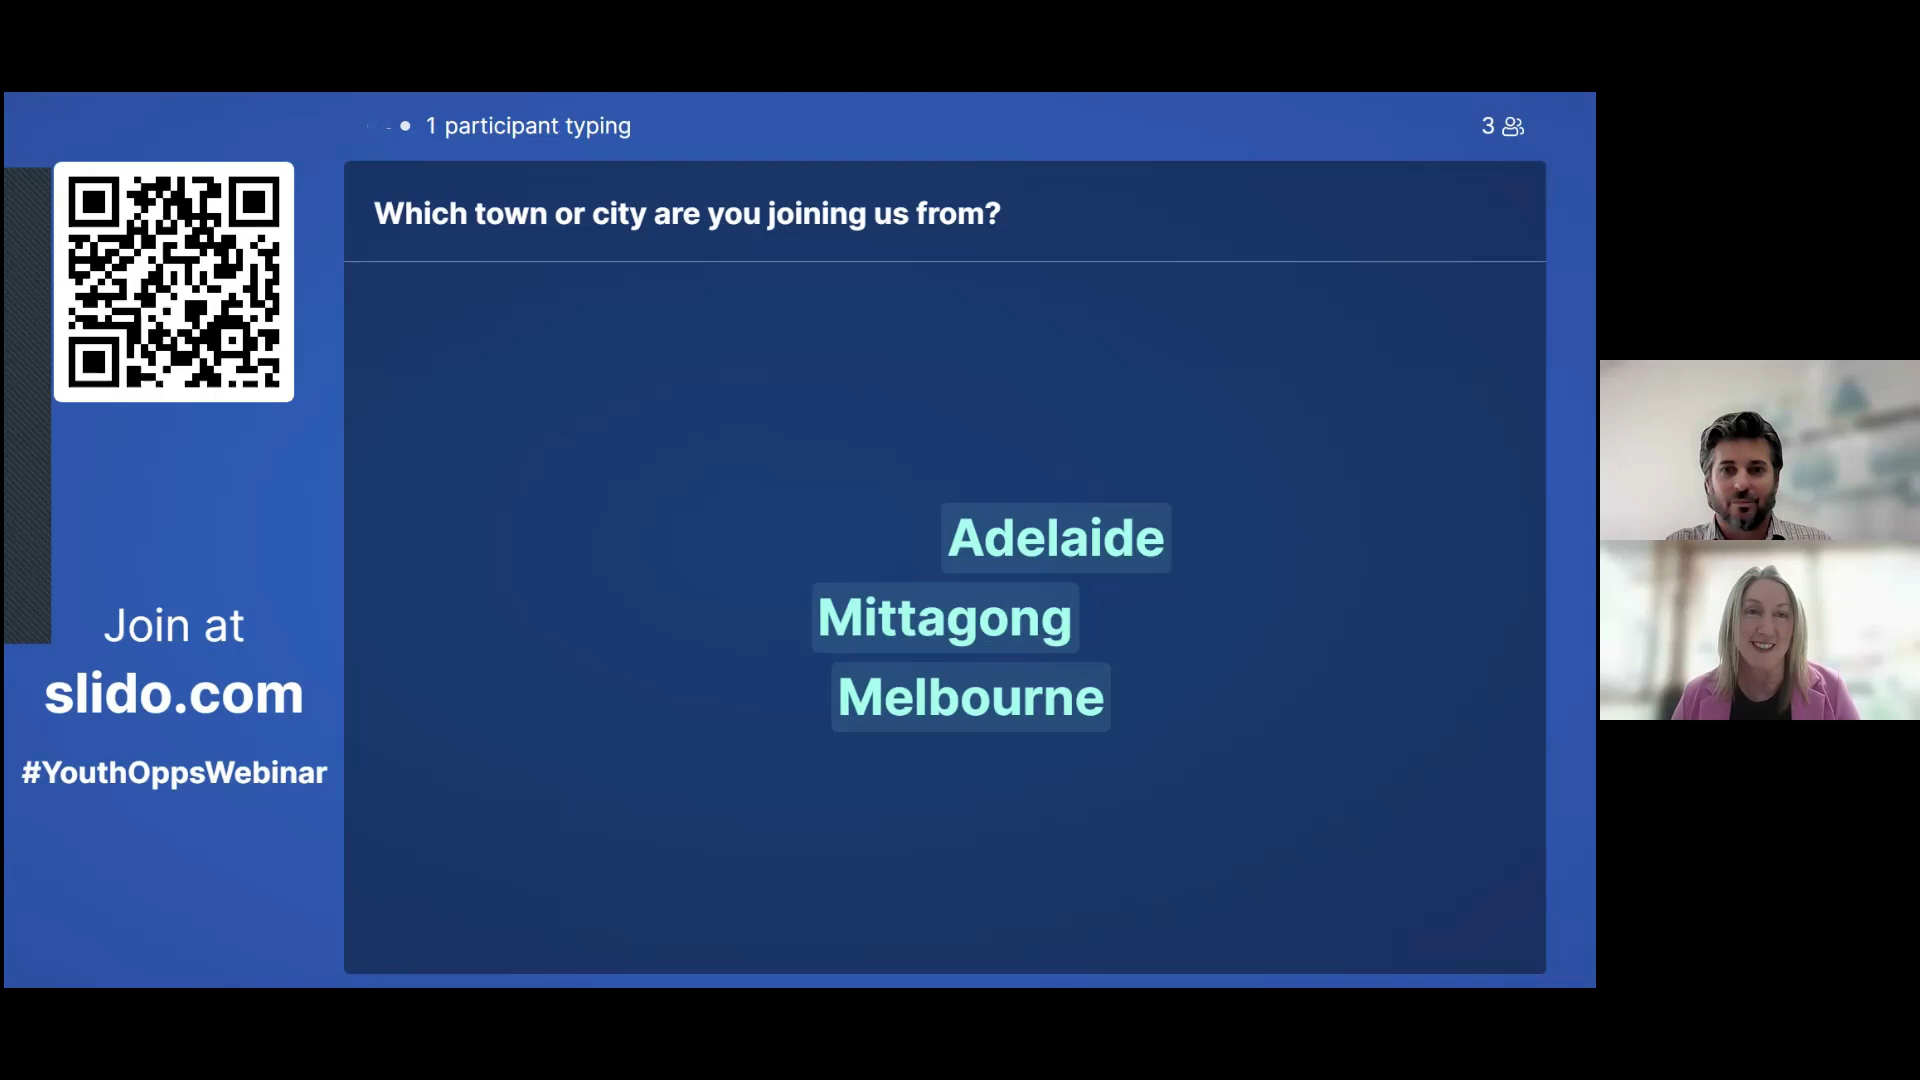 1 participant typing
3
Which town or city are you joining us from?
Adelaide
Mittagong
Melbourne
Join at
slido.com
#YouthOppsWebinar